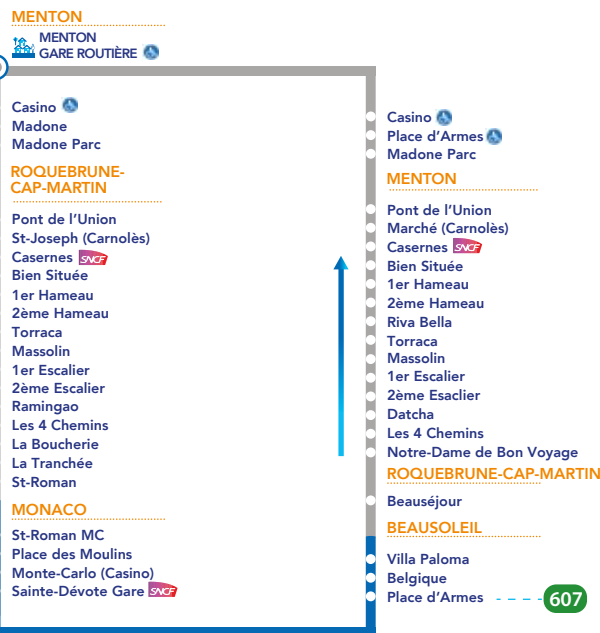 MENTON
MENTON
GARE ROUTIÈRE
Casino
Madone
Madone Parc
ROQUEBRUNE-
CAP-MARTIN
Pont de l'Union
St-Joseph (Carnolès)
Casernes SNCF
Bien Située
1er Hameau
2ème Hameau
Torraca
Massolin
1er Escalier
2ème Escalier
Ramingao
Les 4 Chemins
La Boucherie
La Tranchée
St-Roman
MONACO
St-Roman MC
Place des Moulins
Monte-Carlo (Casino)
Sainte-Dévote Gare SNCF
Casino
Place d'Armes
Madone Parc
MENTON
Pont de l'Union
Marché (Carnolès)
Casernes SNCF
Bien Située
1er Hameau
2ème Hameau
Riva Bella
Torraca
Massolin
1er Escalier
2ème Esaclier
Datcha
Les 4 Chemins
Notre-Dame de Bon Voyage
ROQUEBRUNE-CAP-MARTIN
Beauséjour
BEAUSOLEIL
Villa Paloma
Belgique
Place d'Armes 607